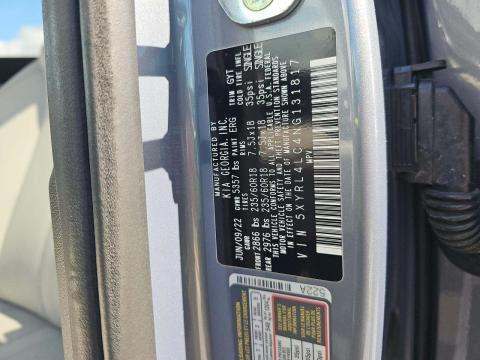 MANUFACTURED BY
KIA GEORGIA, INC.
JUN/09/22 GVWR 5357 lbs PAINT ERG TRIM GYT
GAWR TIRES RIMS COLD TIRE INFL.
FRONT 2866 lbs 235/60R18 7.5Jx18 35psi SINGLE
REAR 2976 lbs 235/60R18 7.5Jx18 35psi SINGLE
THIS VEHICLE CONFORMS TO ALL APPLICABLE U.S.A. FEDERAL
MOTOR VEHICLE SAFETY AND THEFT PREVENTION STANDARDS
IN EFFECT ON THE DATE OF MANUFACTURE SHOWN ABOVE
VIN 5XYRL4LC4NG131817
MPV
522A